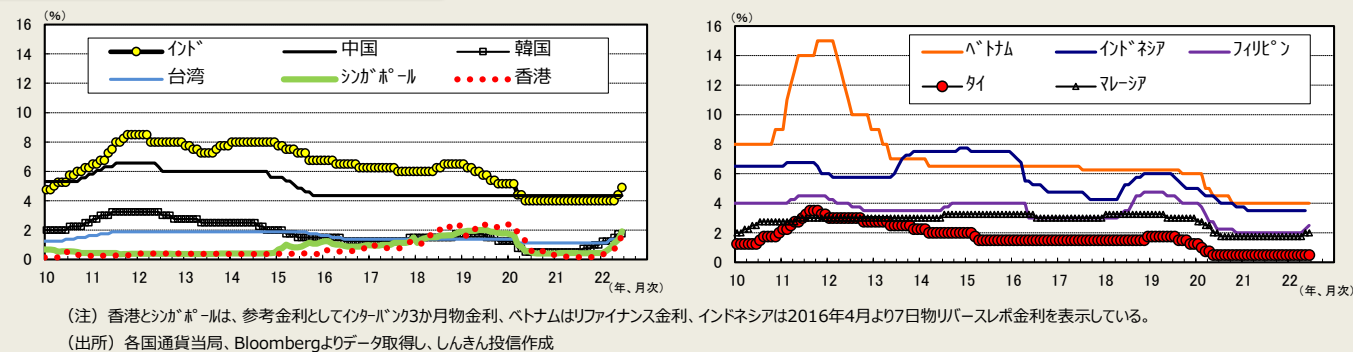 （％）
16
14
12
10
8
6
4
2
0
ｲﾝﾄﾞ 中国 韓国
台湾 ｼﾝｶﾞﾎﾟｰﾙ 香港
10 11 12 13 14 15 16 17 18 19 20 21 22
（年、月次）
（％）
16
14
12
10
8
6
4
2
0
ﾍﾞﾄﾅﾑ ｲﾝﾄﾞﾈｼｱ ﾌｨﾘﾋﾟﾝ
ﾀｲ ﾏﾚｰｼｱ
10 11 12 13 14 15 16 17 18 19 20 21 22
（年、月次）
（注）香港とｼﾝｶﾞﾎﾟｰﾙは、参考金利としてｲﾝﾀｰﾊﾞﾝｸ3か月物金利、ベトナムはリファイナンス金利、インドネシアは2016年4月より7日物リバースレポ金利を表示している。
（出所）各国通貨当局、Bloombergよりデータ取得し、しんきん投信作成